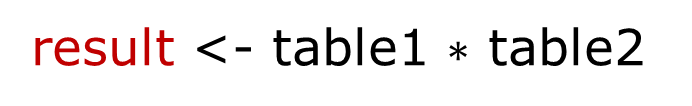 result <- table1 * table2